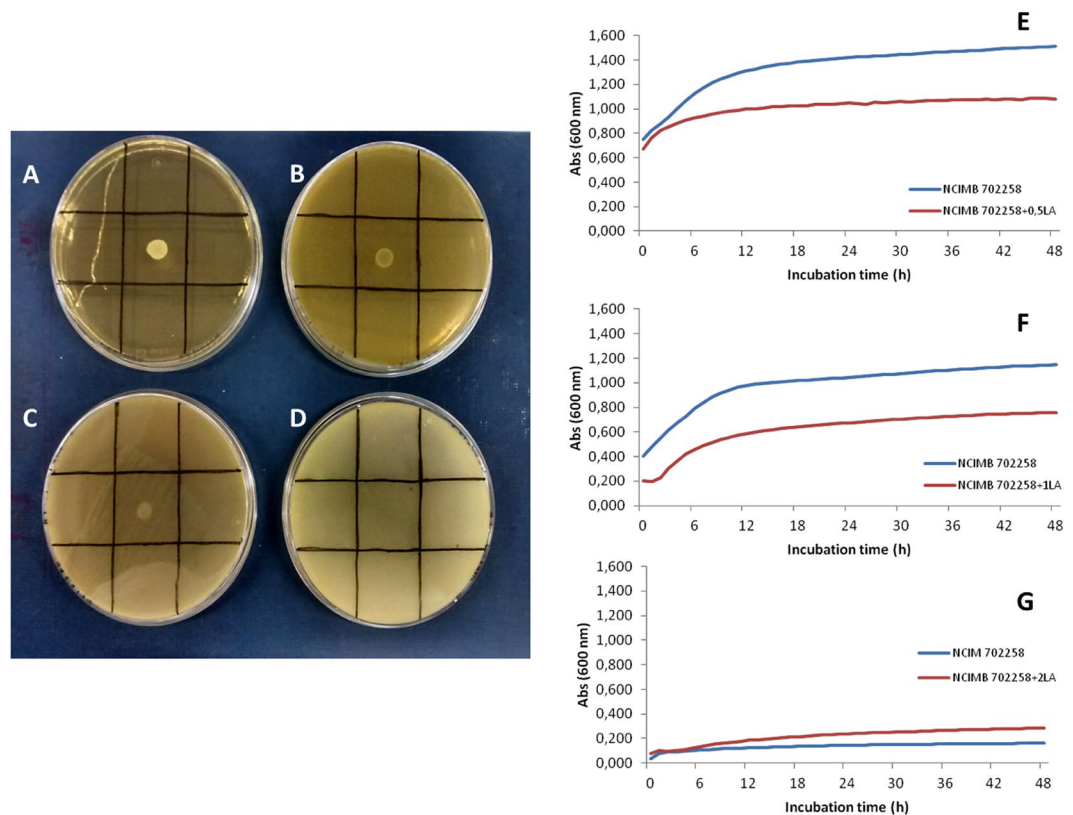 A
B
C
D
E
1,600
1,400
1,200
1,000
0,800
0,600
0,400
0,200
0,000
Abs (600 nm)
NCIMB 702258
NCIMB 702258+0,5LA
0 6 12 18 24 30 36 42 48
Incubation time (h)
F
1,600
1,400
1,200
1,000
0,800
0,600
0,400
0,200
0,000
Abs (600 nm)
NCIMB 702258
NCIMB 702258+1LA
0 6 12 18 24 30 36 42 48
Incubation time (h)
G
1,600
1,400
1,200
1,000
0,800
0,600
0,400
0,200
0,000
Abs (600 nm)
NCIM 702258
NCIMB 702258+2LA
0 6 12 18 24 30 36 42 48
Incubation time (h)